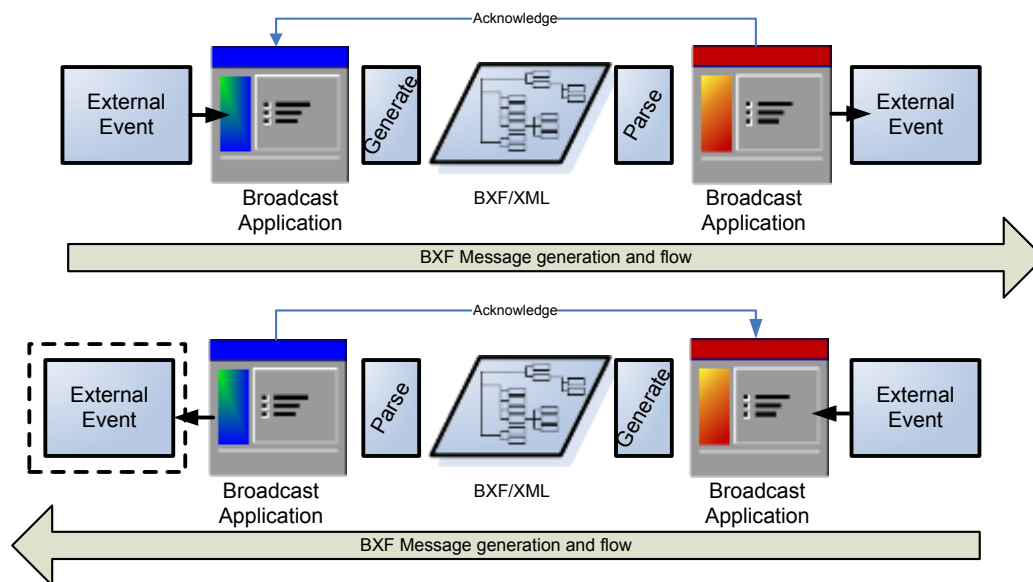 Acknowledge
External
Event
Generate
Parse
External
Event
BXF/XML
Broadcast
Application
Broadcast
Application
BXF Message generation and flow
Acknowledge
External
Event
Parse
Generate
External
Event
BXF/XML
Broadcast
Application
Broadcast
Application
BXF Message generation and flow